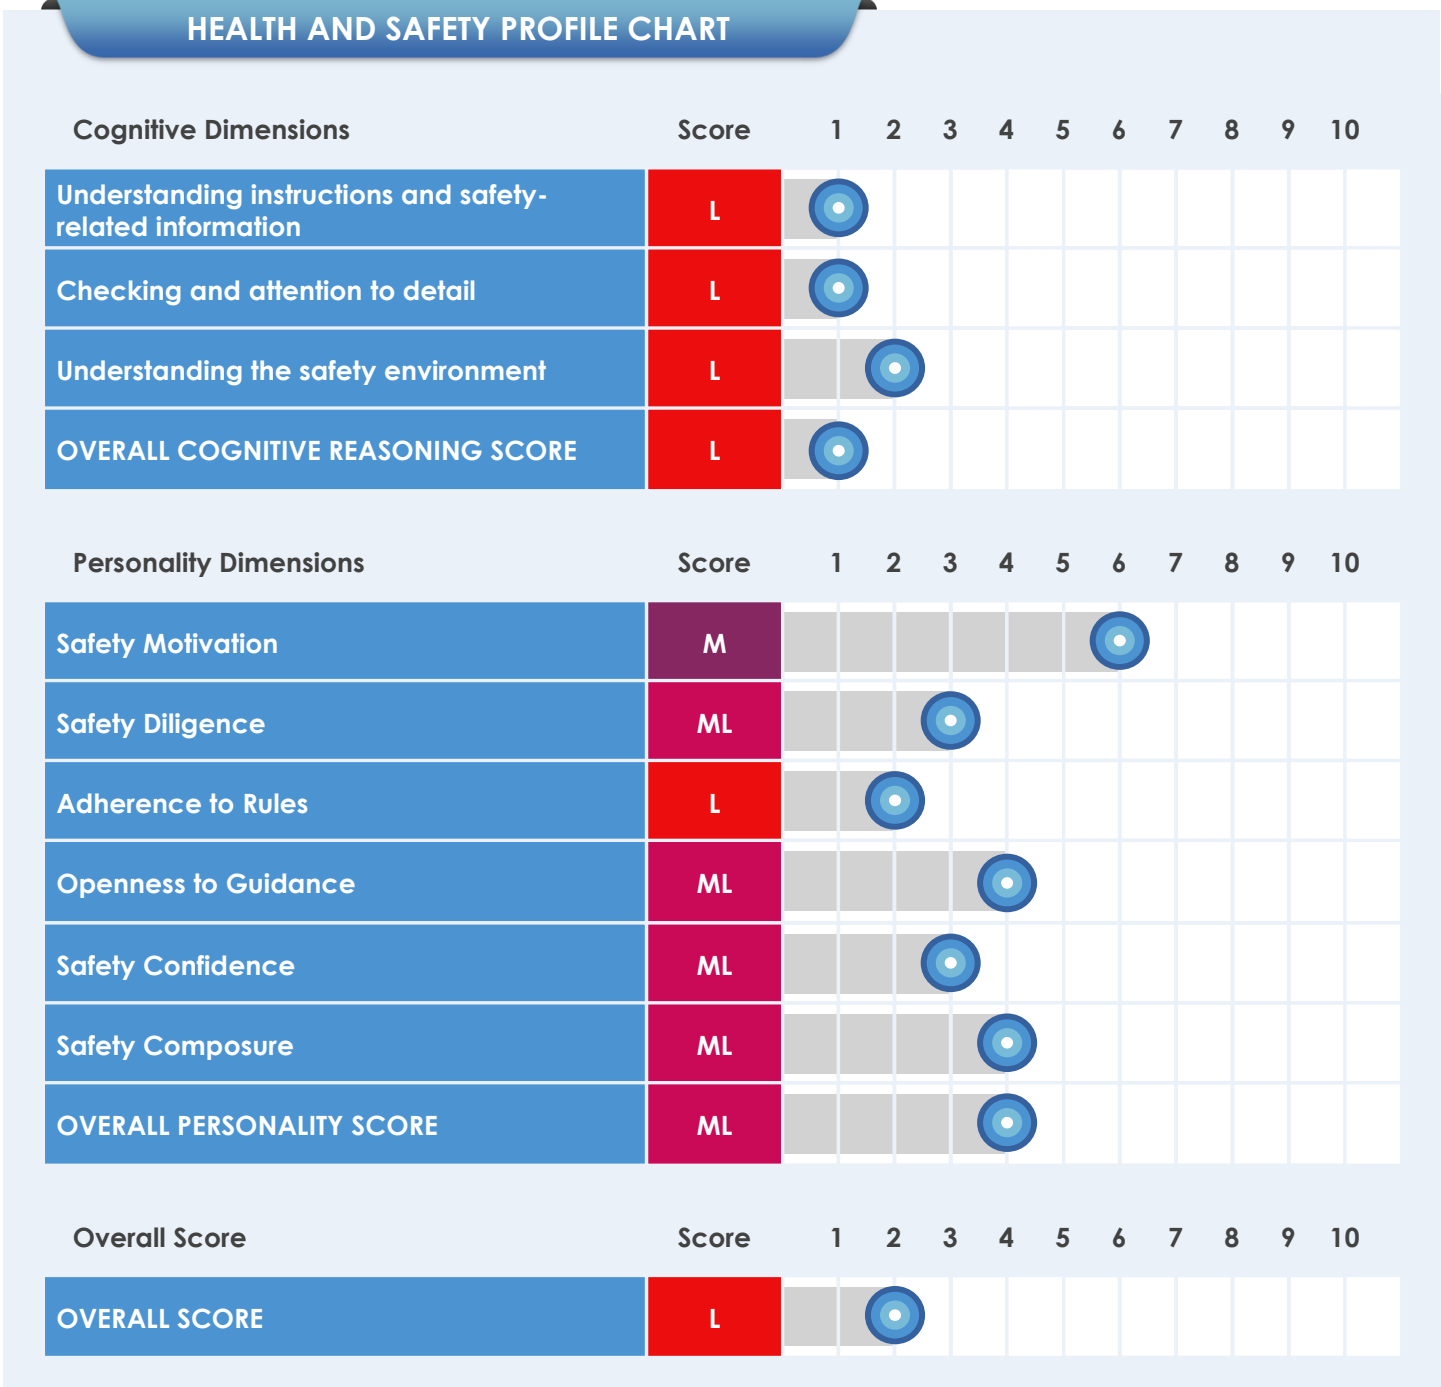 HEALTH AND SAFETY PROFILE CHART
Cognitive Dimensions Score 1 2 3 4 5 6 7 8 9 10
Understanding instructions and safety-
related information
L
Checking and attention to detail L
Understanding the safety environment L
OVERALL COGNITIVE REASONING SCORE L
Personality Dimensions Score 1 2 3 4 5 6 7 8 9 10
Safety Motivation M
Safety Diligence ML
Adherence to Rules L
Openness to Guidance ML
Safety Confidence ML
Safety Composure ML
OVERALL PERSONALITY SCORE ML
Overall Score Score 1 2 3 4 5 6 7 8 9 10
OVERALL SCORE L